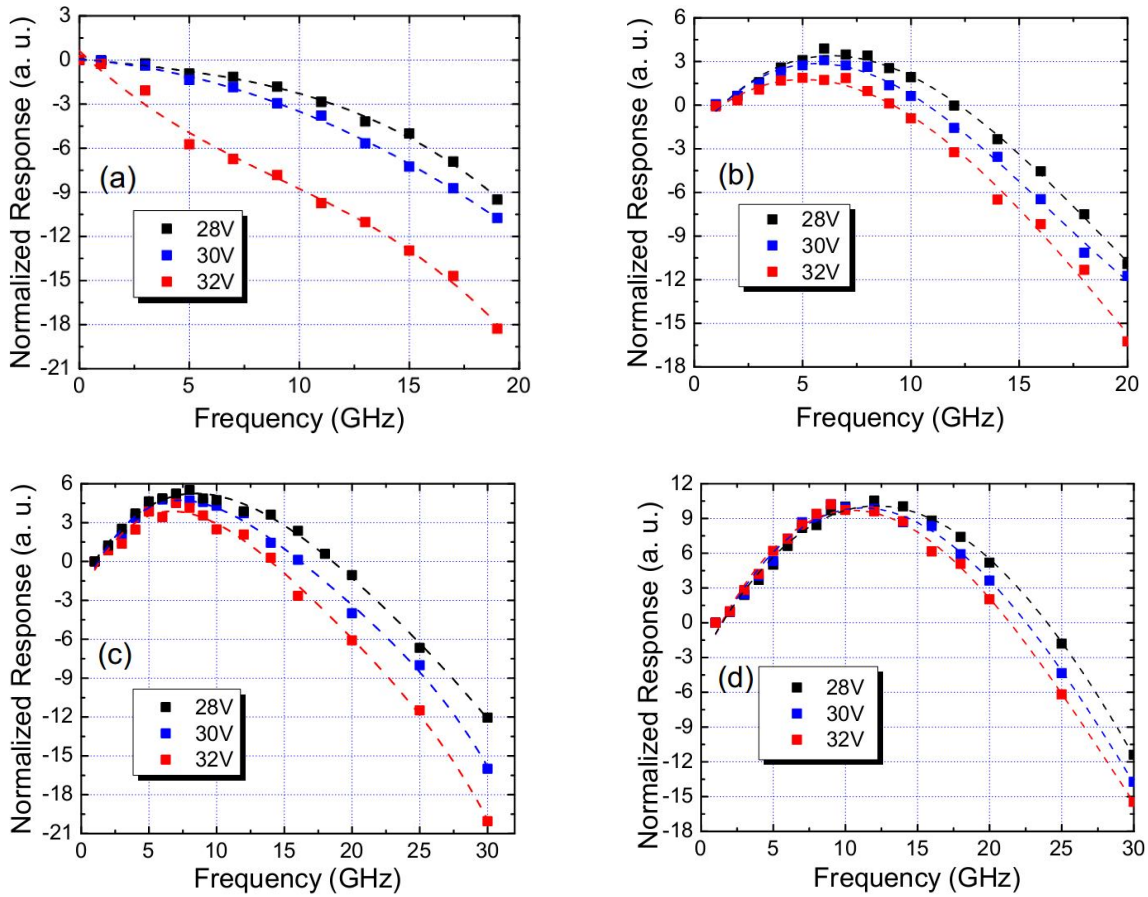 Normalized Response (a. u.)
3
0
-3
-6
-9
-12
-15
-18
-21
(a)
28V
30V
32V
0
5
10
15
20
Frequency (GHz)
Normalized Response (a. u.)
6
3
0
-3
-6
-9
-12
-15
-18
(b)
28V
30V
32V
0
5
10
15
20
Frequency (GHz)
Normalized Response (a. u.)
6
3
0
-3
-6
-9
-12
-15
-18
-21
(c)
28V
30V
32V
0
5
10
15
20
25
30
Frequency (GHz)
Normalized Response (a. u.)
12
9
6
3
0
-3
-6
-9
-12
-15
-18
(d)
28V
30V
32V
0
5
10
15
20
25
30
Frequency (GHz)